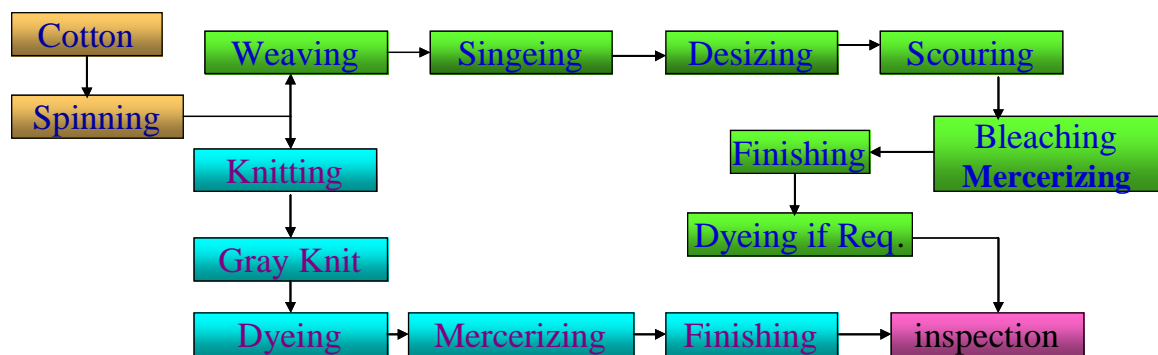 Cotton
Weaving
Singeing
Desizing
Scouring
Spinning
Bleaching
Mercerizing
Finishing
Knitting
Dyeing if Req.
Gray Knit
Dyeing
Mercerizing
Finishing
inspection